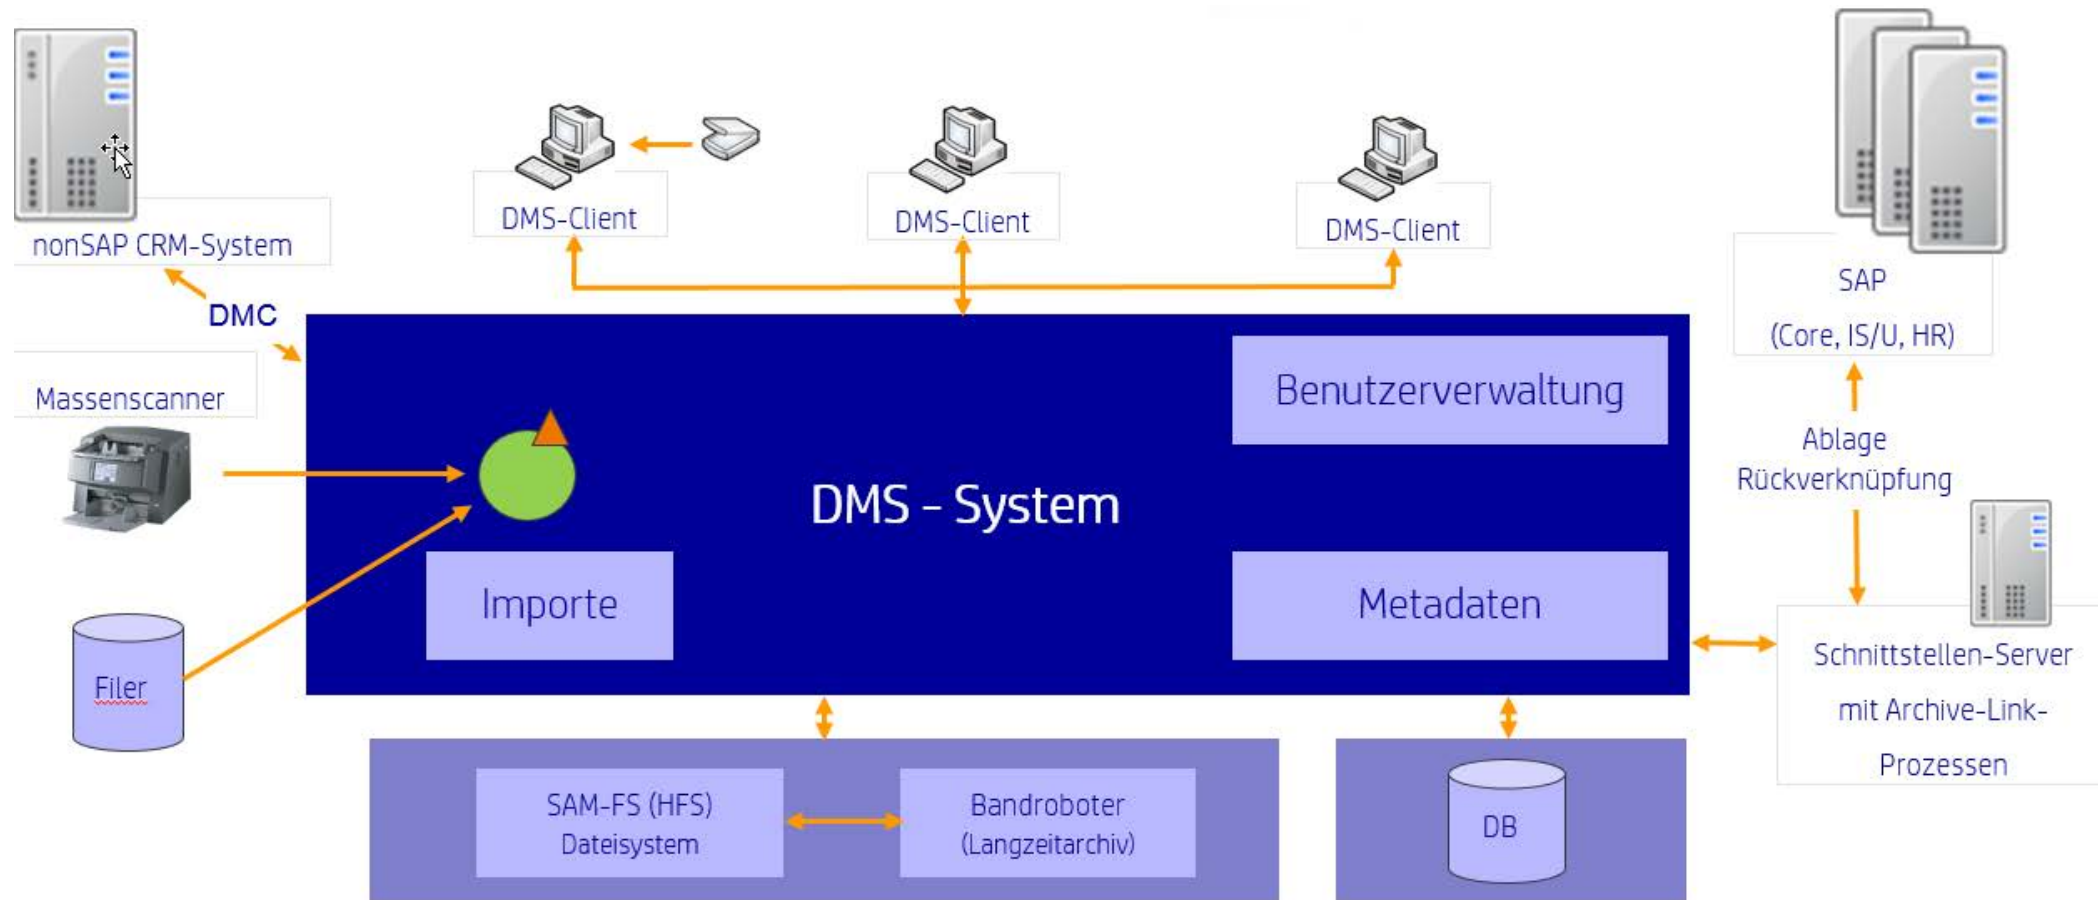 nonSAP CRM-System
DMC
Massenscanner
Filer
DMS-Client
DMS-Client
DMS-Client
DMS - System
Benutzerverwaltung
Importe
Metadaten
SAM-FS (HFS)
Dateisystem
Bandroboter
(Langzeitarchiv)
DB
SAP
(Core, IS/U, HR)
Ablage
Rückverknüpfung
Schnittstellen-Server
mit Archive-Link-
Prozessen